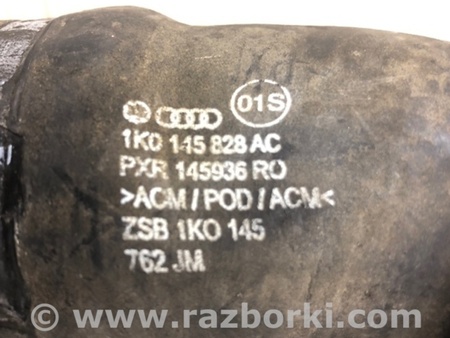 01S
1K0 145 828 AC
PXR 145936 RO
>ACM/POD/ACM<
ZSB 1K0 145
762 JM
© www.razborki.com